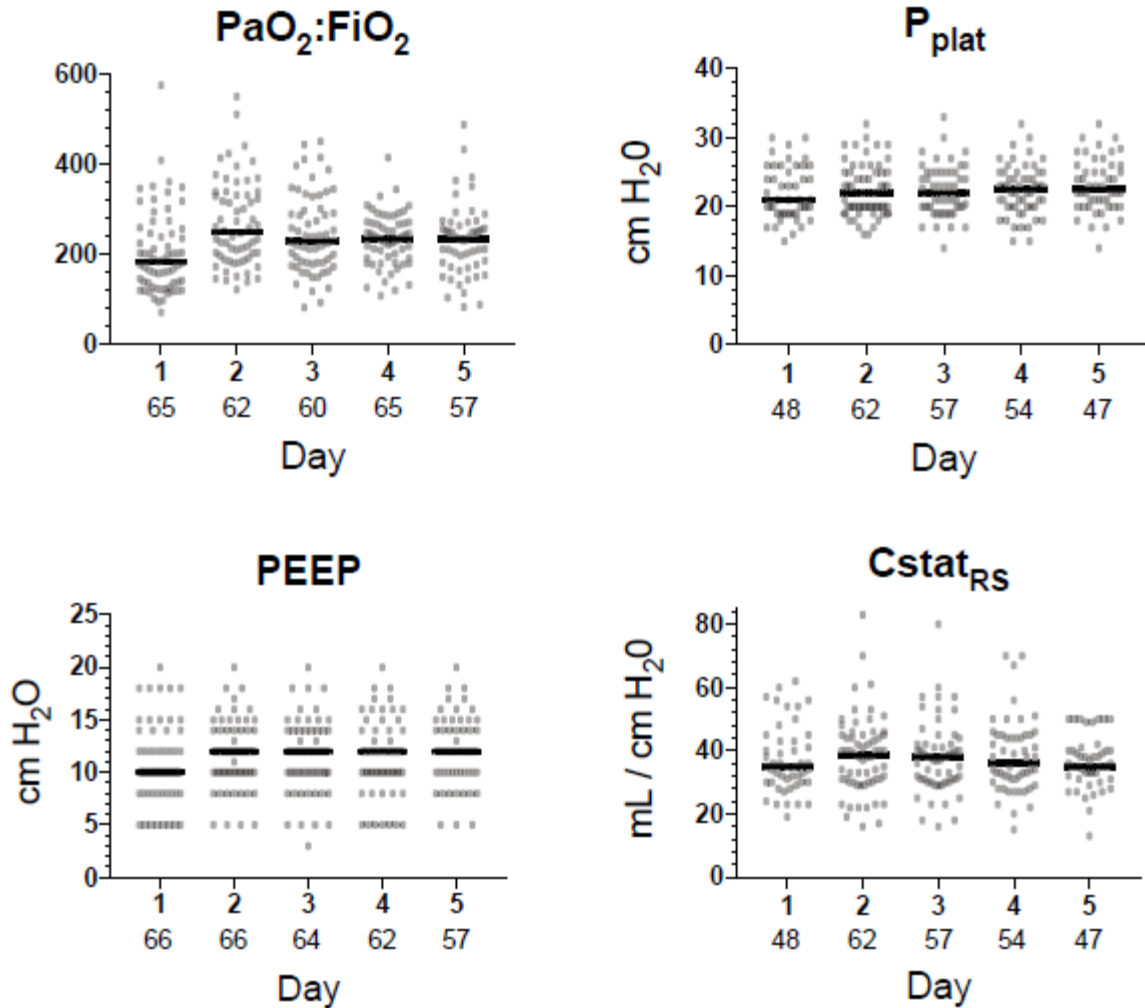 PaO₂:FiO₂
600
400
200
0
1 2 3 4 5
65 62 60 65 57
Day
P_plat
cm H₂0
40
30
20
10
0
1 2 3 4 5
48 62 57 54 47
Day
PEEP
cm H₂O
25
20
15
10
5
0
1 2 3 4 5
66 66 64 62 57
Day
Cstat_RS
mL / cm H₂0
80
60
40
20
0
1 2 3 4 5
48 62 57 54 47
Day